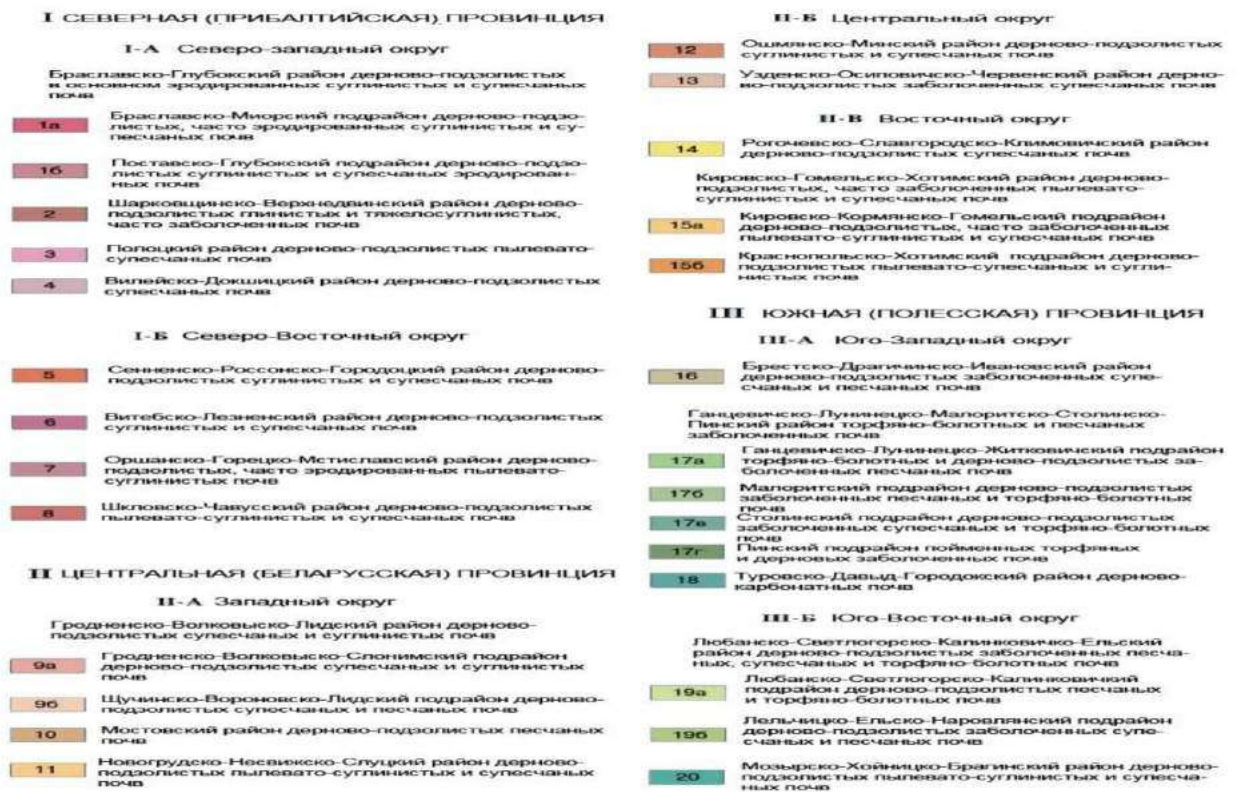 I СЕВЕРНАЯ (ПРИБАЛТИЙСКАЯ) ПРОВИНЦИЯ
I-А Северо-западный округ
Браславско-Глубокский район дерново-подзолистых
в основном эродированных суглинистых и супесчаных
почв
1а
Браславско-Миорский подрайон дерново-подзо-
листых, часто эродированных суглинистых и су-
песчаных почв
1б
Поставско-Глубокский подрайон дерново-подзо-
листых суглинистых и супесчаных эродирован-
ных почв
2
Шарковщинско-Верхнедвинский район дерново-
подзолистых глинистых и тяжелосуглинистых,
часто заболоченных почв
3
Полоцкий район дерново-подзолистых пылевато-
супесчаных почв
4
Вилейско-Докшицкий район дерново-подзолистых
супесчаных почв
I-Б Северо-Восточный округ
5
Сенненско-Россонско-Городоцкий район дерново-
подзолистых суглинистых и супесчаных почв
6
Витебско-Лезненский район дерново-подзолистых
суглинистых и супесчаных почв
7
Оршанско-Горецко-Мстиславский район дерново-
подзолистых, часто эродированных пылевато-
суглинистых почв
8
Шкловско-Чавусский район дерново-подзолистых
пылевато-суглинистых и супесчаных почв
II ЦЕНТРАЛЬНАЯ (БЕЛАРУССКАЯ) ПРОВИНЦИЯ
II-А Западный округ
Гродненско-Волковыско-Лидский район дерново-
подзолистых супесчаных и суглинистых почв
9а
Гродненско-Волковыско-Слонимский подрайон
дерново-подзолистых супесчаных и суглинистых
почв
9б
Щучинско-Вороновско-Лидский подрайон дерново-
подзолистых супесчаных и песчаных почв
10
Мостовский район дерново-подзолистых песчаных
почв
11
Новогрудско-Несвижско-Слуцкий район дерново-
подзолистых пылевато-суглинистых и супесчаных
почв
II-Б Центральный округ
12
Ошмянско-Минский район дерново-подзолистых
суглинистых и супесчаных почв
13
Узденско-Осиповичско-Червенский район дерно-
во-подзолистых заболоченных супесчаных почв
II-В Восточный округ
14
Рогочевско-Славгородско-Климовичский район
дерново-подзолистых супесчаных почв
Кировско-Гомельско-Хотимский район дерново-
подзолистых, часто заболоченных пылевато-
суглинистых и супесчаных почв
15а
Кировско-Кормянско-Гомельский подрайон
дерново-подзолистых, часто заболоченных
пылевато-суглинистых и супесчаных почв
15б
Краснопольско-Хотимский подрайон дерново-
подзолистых пылевато-супесчаных и сугли-
нистых почв
III ЮЖНАЯ (ПОЛЕССКАЯ) ПРОВИНЦИЯ
III-А Юго-Западный округ
16
Брестско-Драгичинско-Ивановский район
дерново-подзолистых заболоченных супе-
счаных и песчаных почв
Ганцевичско-Лунинецко-Малоритско-Столинско-
Пинский район торфяно-болотных и песчаных
заболоченных почв
17а
Ганцевичско-Лунинецко-Житковичский подрайон
торфяно-болотных и дерново-подзолистых за-
болоченных песчаных почв
17б
Малоритский подрайон дерново-подзолистых
заболоченных песчаных и торфяно-болотных
почв
17в
Столинский подрайон дерново-подзолистых
заболоченных супесчаных и торфяно-болотных
почв
17г
Пинский подрайон пойменных торфяных
и дерновых заболоченных почв
18
Туровско-Давыд-Городокский район дерново-
карбонатных почв
III-Б Юго-Восточный округ
Любанско-Светлогорско-Калинковичко-Ельский
район дерново-подзолистых заболоченных песча-
ных, супесчаных и торфяно-болотных почв
19а
Любанско-Светлогорско-Калинковичкий
подрайон дерново-подзолистых песчаных
и торфяно-болотных почв
19б
Лельчицко-Ельско-Наровлянский подрайон
дерново-подзолистых заболоченных супе-
счаных и песчаных почв
20
Мозырско-Хойницко-Брагинский район дерново-
подзолистых пылевато-суглинистых и супесча-
ных почв